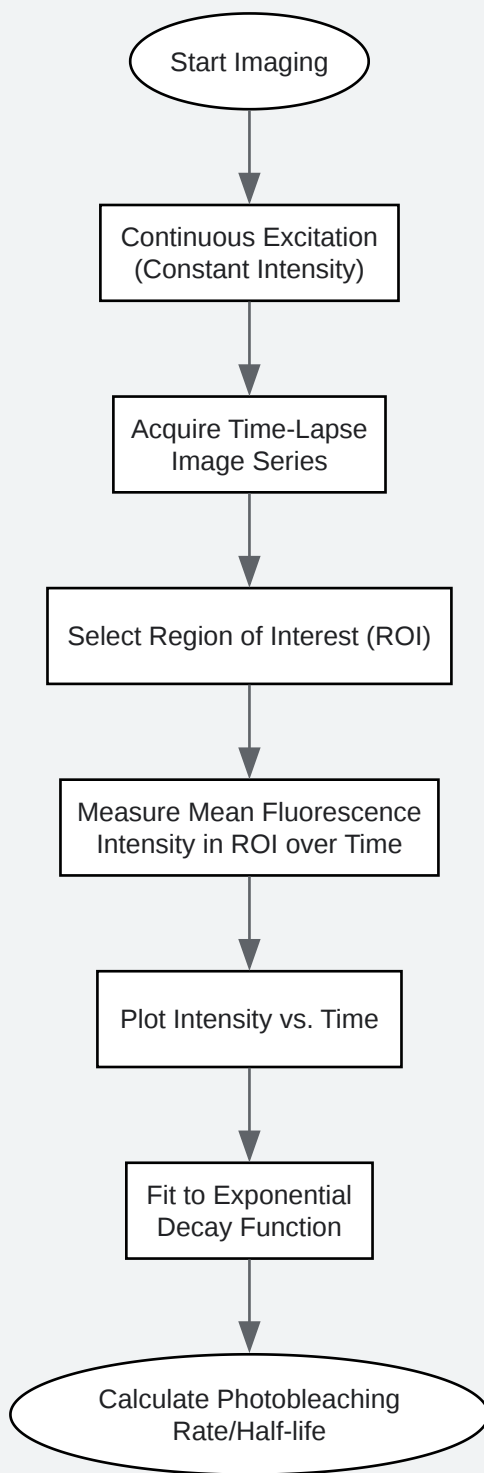 Start Imaging
Continuous Excitation
(Constant Intensity)
Acquire Time-Lapse
Image Series
Select Region of Interest (ROI)
Measure Mean Fluorescence
Intensity in ROI over Time
Plot Intensity vs. Time
Fit to Exponential
Decay Function
Calculate Photobleaching
Rate/Half-life